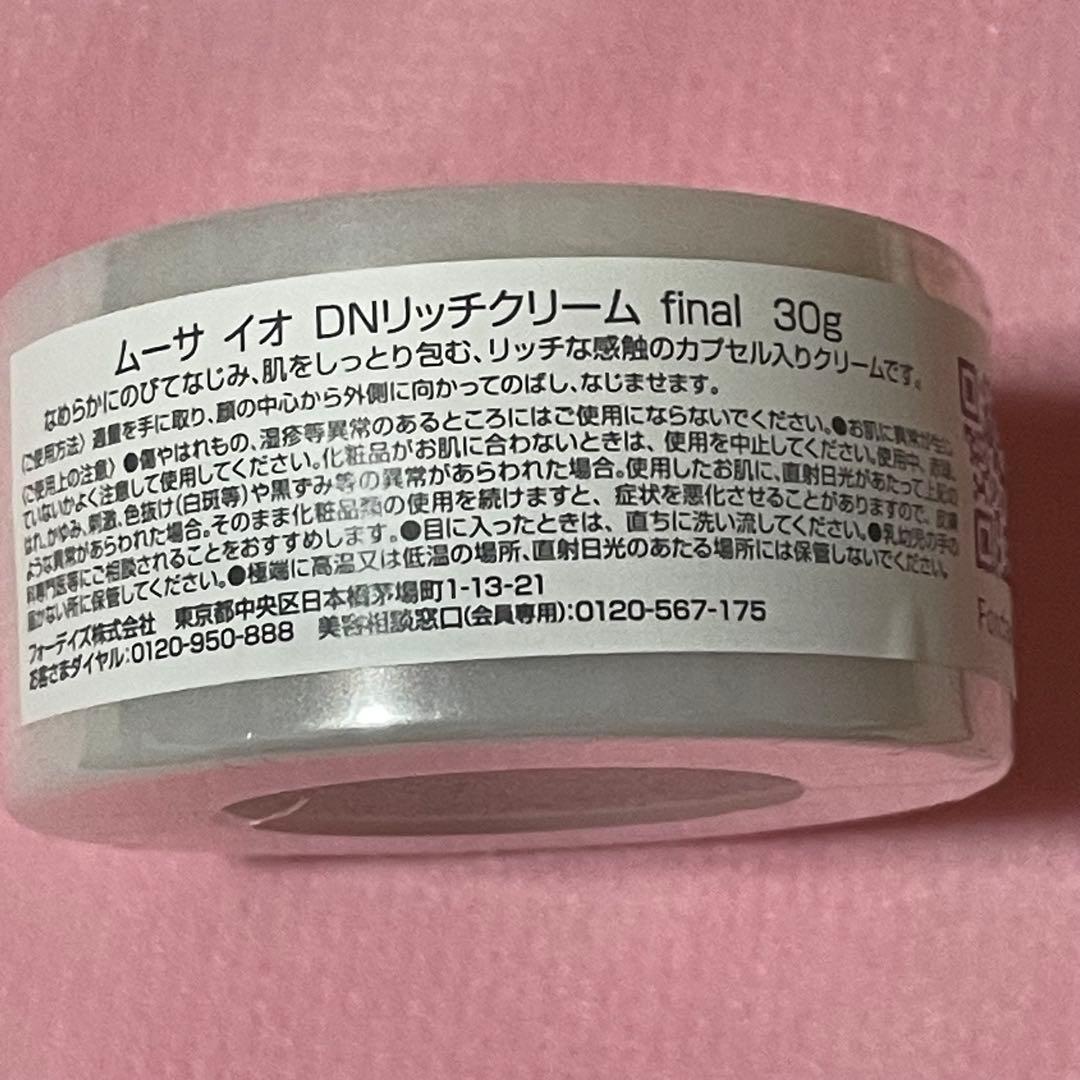 ムーサ イオ DNリッチクリーム final 30g
なめらかにのびてなじみ、肌をしっとり包む、リッチな感触のカプセル入りクリームです。
〈ご使用方法〉適量を手に取り、顔の中心から外側に向かってのばし、なじませます。
〈ご使用上の注意〉●傷やはれもの、湿疹等異常のあるところにはご使用にならないでください。●お肌に異常が生じ
ていないかよく注意して使用してください。化粧品がお肌に合わないときは、使用を中止してください。使用中、赤味、
はれ、かゆみ、刺激、色抜け(白斑等)や黒ずみ等の異常があらわれた場合。使用したお肌に、直射日光があたって上記の
ような異常があらわれた場合。そのまま化粧品類の使用を続けますと、症状を悪化させることがありますので、皮膚
科専門医等にご相談されることをおすすめします。●目に入ったときは、直ちに洗い流してください。●乳幼児の手の
届かない所に保管してください。●極端に高温又は低温の場所、直射日光のあたる場所には保管しないでください。
フォーデイズ株式会社 東京都中央区日本橋茅場町1-13-21
お客さまダイヤル:0120-950-888 美容相談窓口(会員専用):0120-567-175